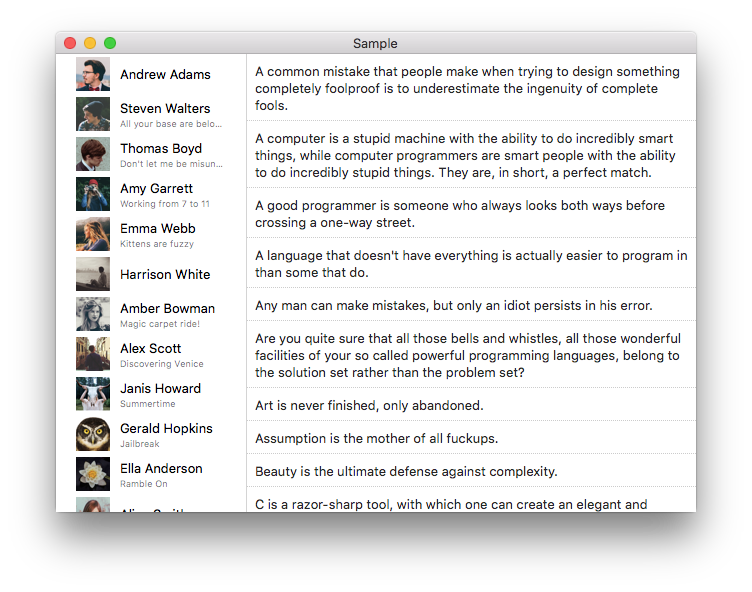 Sample
Andrew Adams
Steven Walters
All your base are belo...
Thomas Boyd
Don't let me be misun...
Amy Garrett
Working from 7 to 11
Emma Webb
Kittens are fuzzy
Harrison White
Amber Bowman
Magic carpet ride!
Alex Scott
Discovering Venice
Janis Howard
Summertime
Gerald Hopkins
Jailbreak
Ella Anderson
Ramble On
A common mistake that people make when trying to design something
completely foolproof is to underestimate the ingenuity of complete
fools.
A computer is a stupid machine with the ability to do incredibly smart
things, while computer programmers are smart people with the ability
to do incredibly stupid things. They are, in short, a perfect match.
A good programmer is someone who always looks both ways before
crossing a one-way street.
A language that doesn't have everything is actually easier to program in
than some that do.
Any man can make mistakes, but only an idiot persists in his error.
Are you quite sure that all those bells and whistles, all those wonderful
facilities of your so called powerful programming languages, belong to
the solution set rather than the problem set?
Art is never finished, only abandoned.
Assumption is the mother of all fuckups.
Beauty is the ultimate defense against complexity.
C is a razor-sharp tool, with which one can create an elegant and